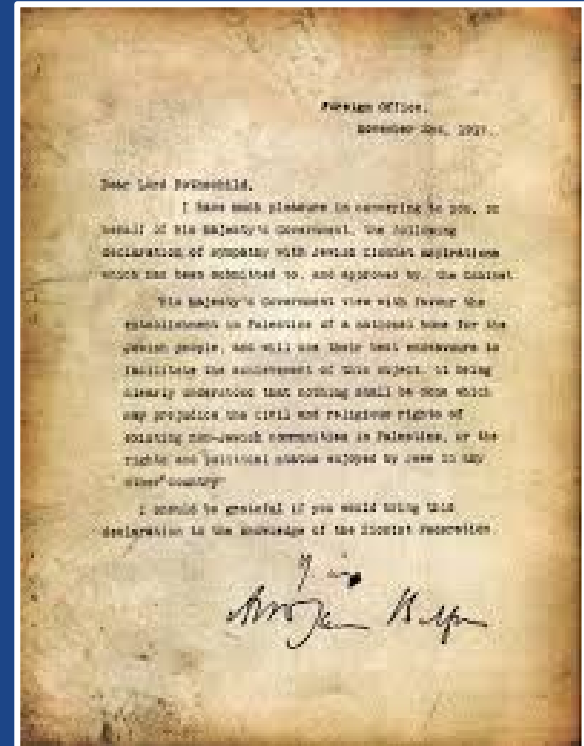 Foreign Office,
November 2nd, 1917.
Dear Lord Rothschild,
I have much pleasure in conveying to you, on
behalf of His Majesty's Government, the following
declaration of sympathy with Jewish Zionist aspirations
which has been submitted to, and approved by, the Cabinet
His Majesty's Government view with favour the
establishment in Palestine of a national home for the
Jewish people, and will use their best endeavours to
facilitate the achievement of this object, it being
clearly understood that nothing shall be done which
may prejudice the civil and religious rights of
existing non-Jewish communities in Palestine, or the
rights and political status enjoyed by Jews in any
other country
I should be grateful if you would bring this
declaration to the knowledge of the Zionist Federation
Arthur James Balfour